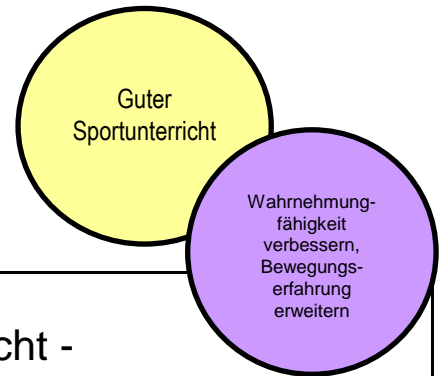 Guter
Sportunterricht
Wahrnehmung-
fähigkeit
verbessern,
Bewegungs-
erfahrung
erweitern
cht -